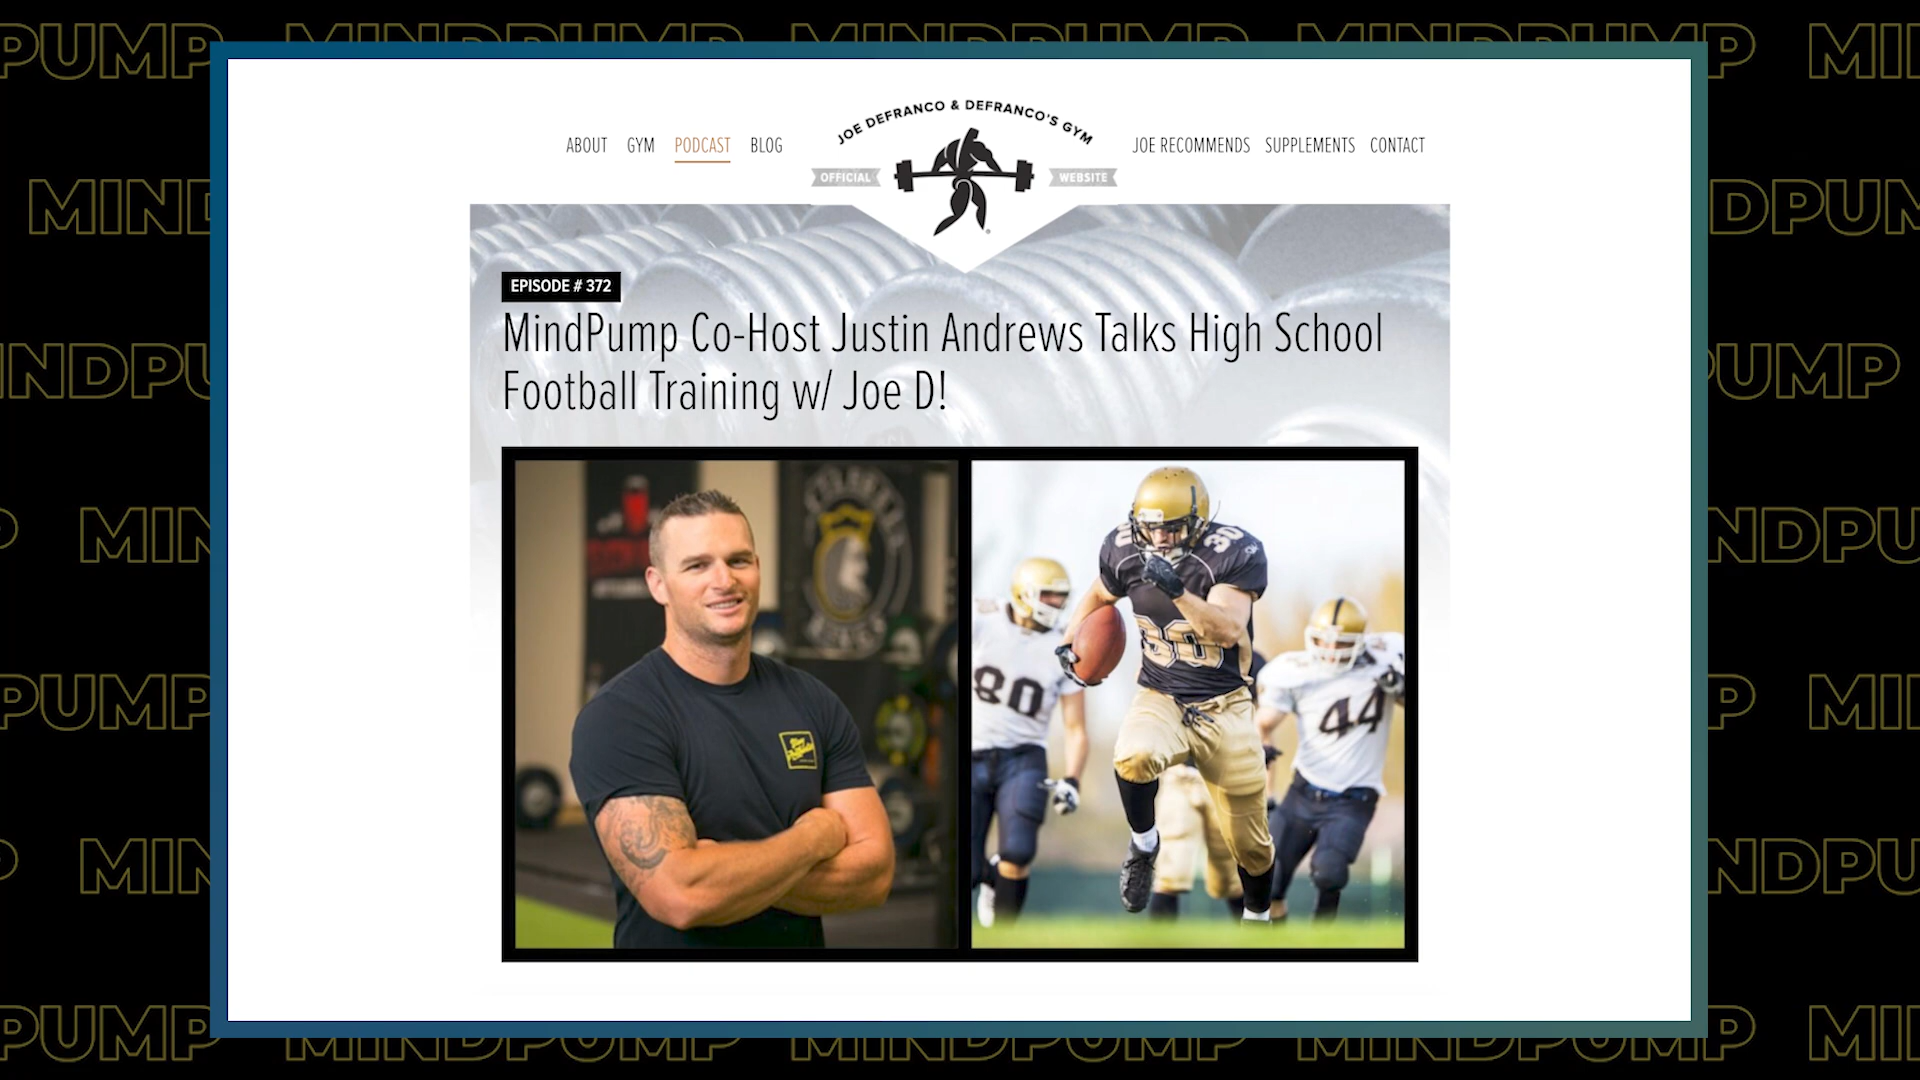 MINDPUMP
JOE DEFRANCO & DEFRANCO'S GYM
OFFICIAL
WEBSITE
ABOUT GYM PODCAST BLOG
JOE RECOMMENDS SUPPLEMENTS CONTACT
EPISODE # 372
MindPump Co-Host Justin Andrews Talks High School
Football Training w/ Joe D!
30
30
80
44